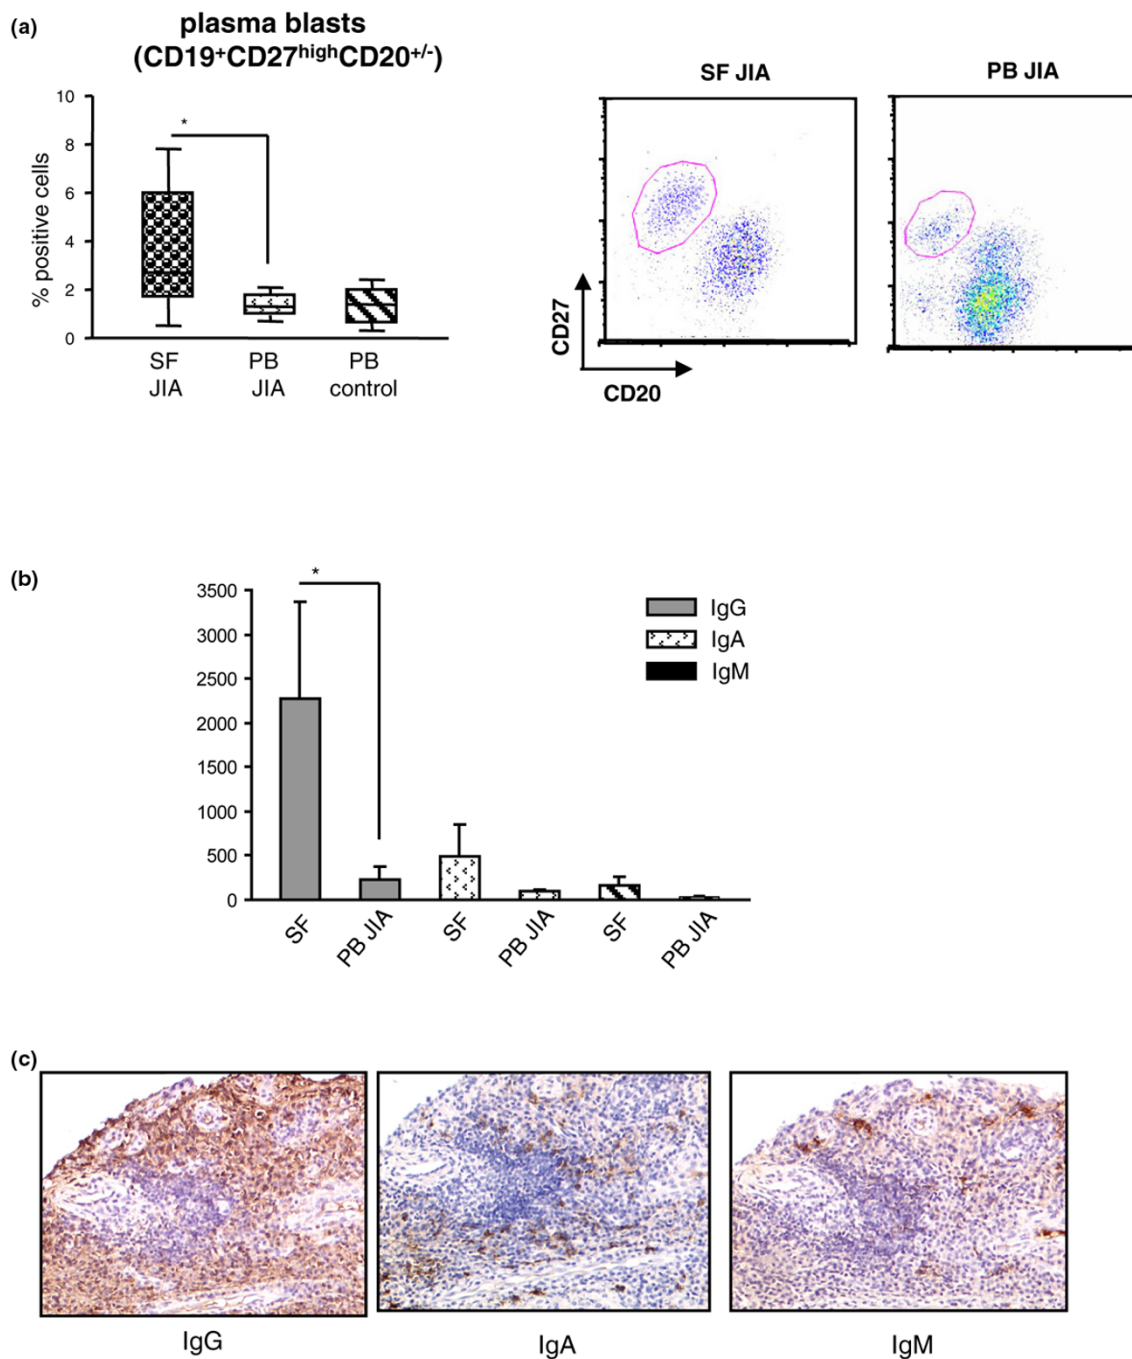 (a)
plasma blasts
(CD19+CD27highCD20+/-)
% positive cells
10
8
6
4
2
0
*
SF
JIA
PB
JIA
PB
control
SF JIA
PB JIA
CD27
CD20
(b)
3500
3000
2500
2000
1500
1000
500
0
*
SF
PB JIA
SF
PB JIA
SF
PB JIA
IgG
IgA
IgM
(c)
IgG
IgA
IgM